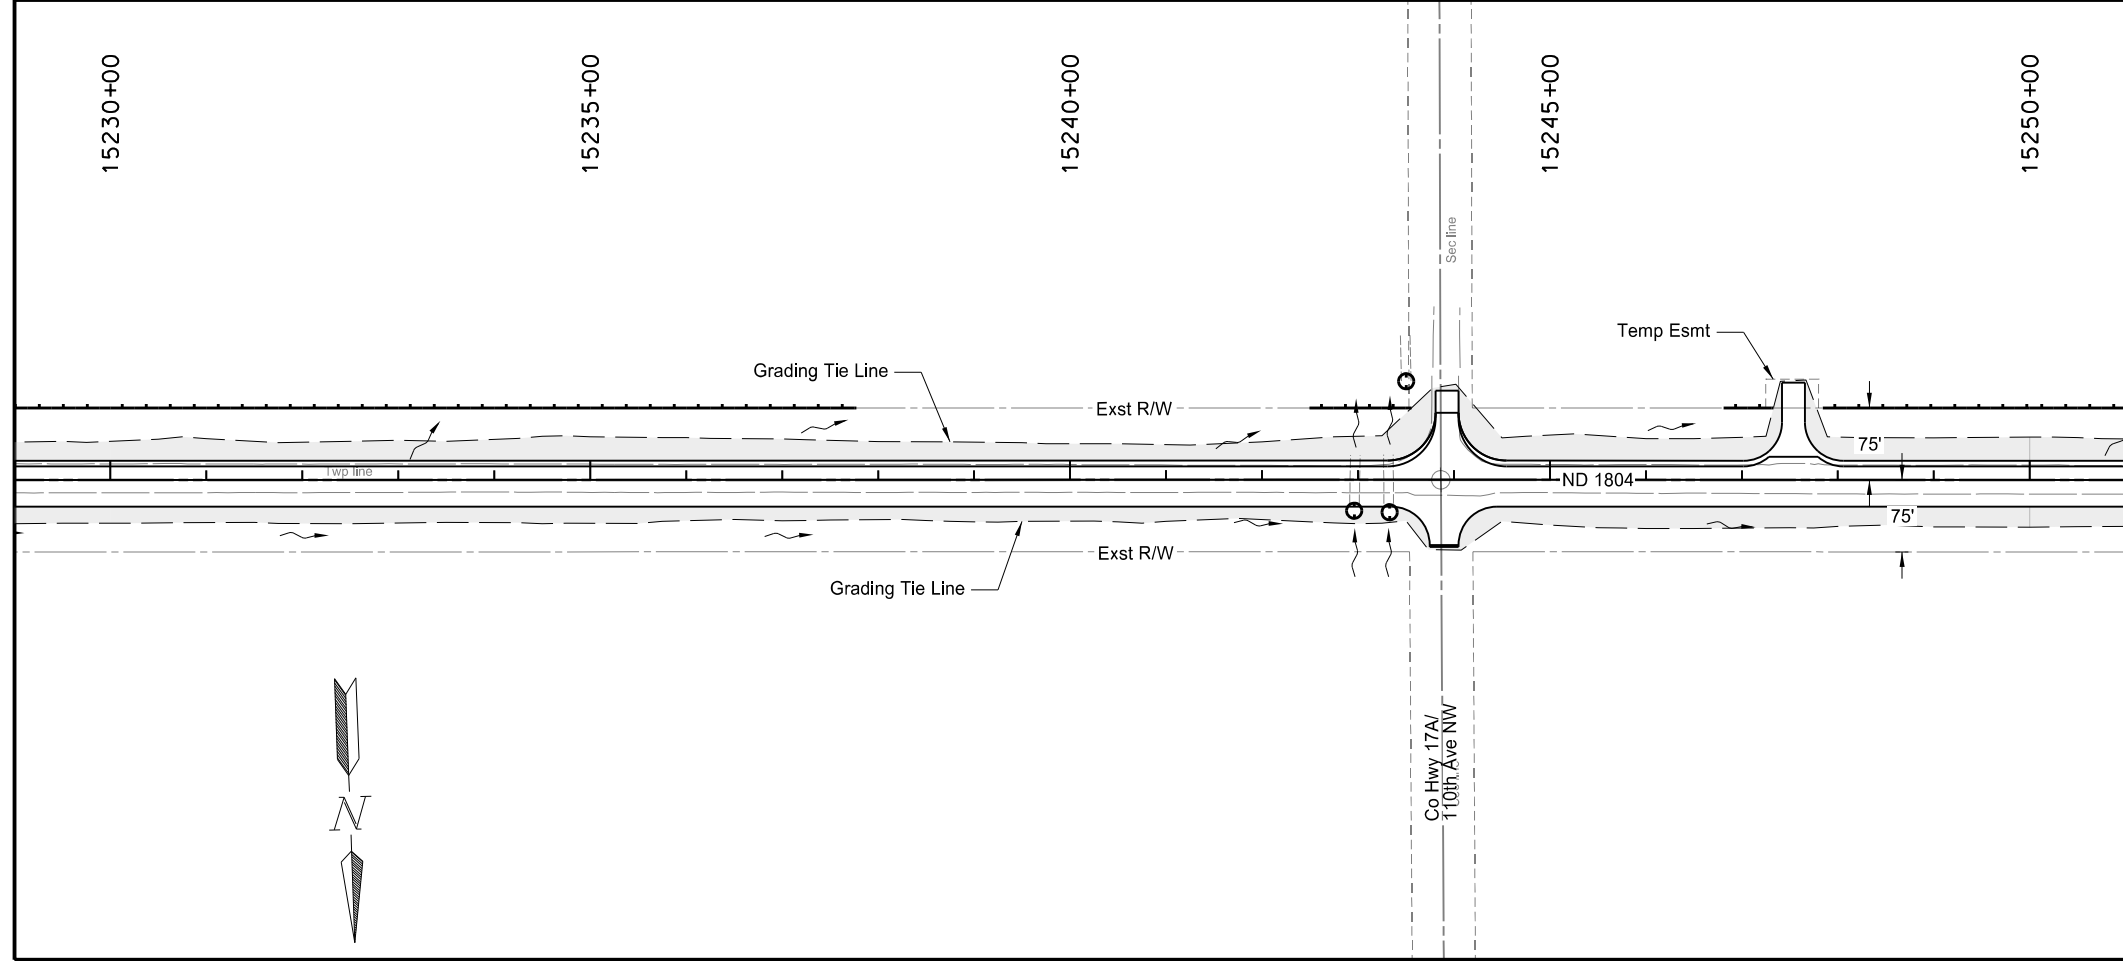 15230+00
15235+00
15240+00
15245+00
15250+00
Sec line
Temp Esmt
Grading Tie Line
Exst R/W
75'
Twp line
ND 1804
75'
Exst R/W
Grading Tie Line
Co Hwy 17A/
110th Ave NW
N